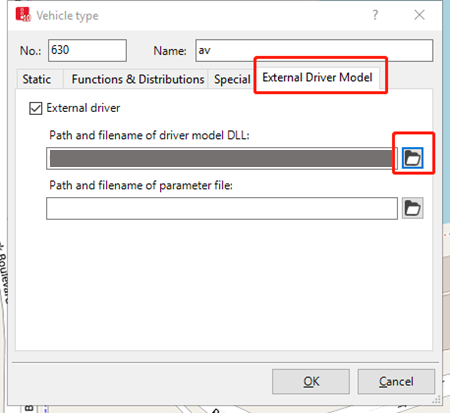 Vehicle type ?
No.: 630 Name: av
Static Functions & Distributions Special External Driver Model
External driver
Path and filename of driver model DLL:
Path and filename of parameter file:
OK Cancel